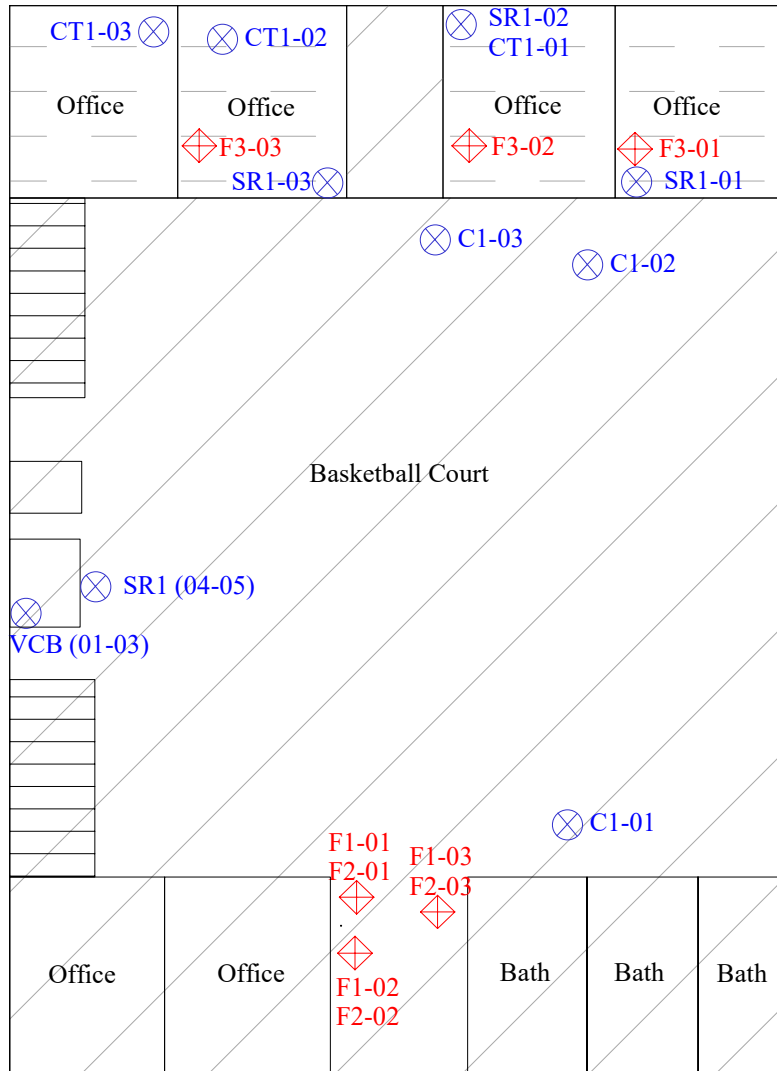 CT1-03
CT1-02
SR1-02
CT1-01
Office
Office
Office
Office
F3-03
F3-02
F3-01
SR1-03
SR1-01
C1-03
C1-02
Basketball Court
SR1 (04-05)
VCB (01-03)
C1-01
F1-01
F2-01
F1-03
F2-03
Office
Office
Bath
Bath
Bath
F1-02
F2-02